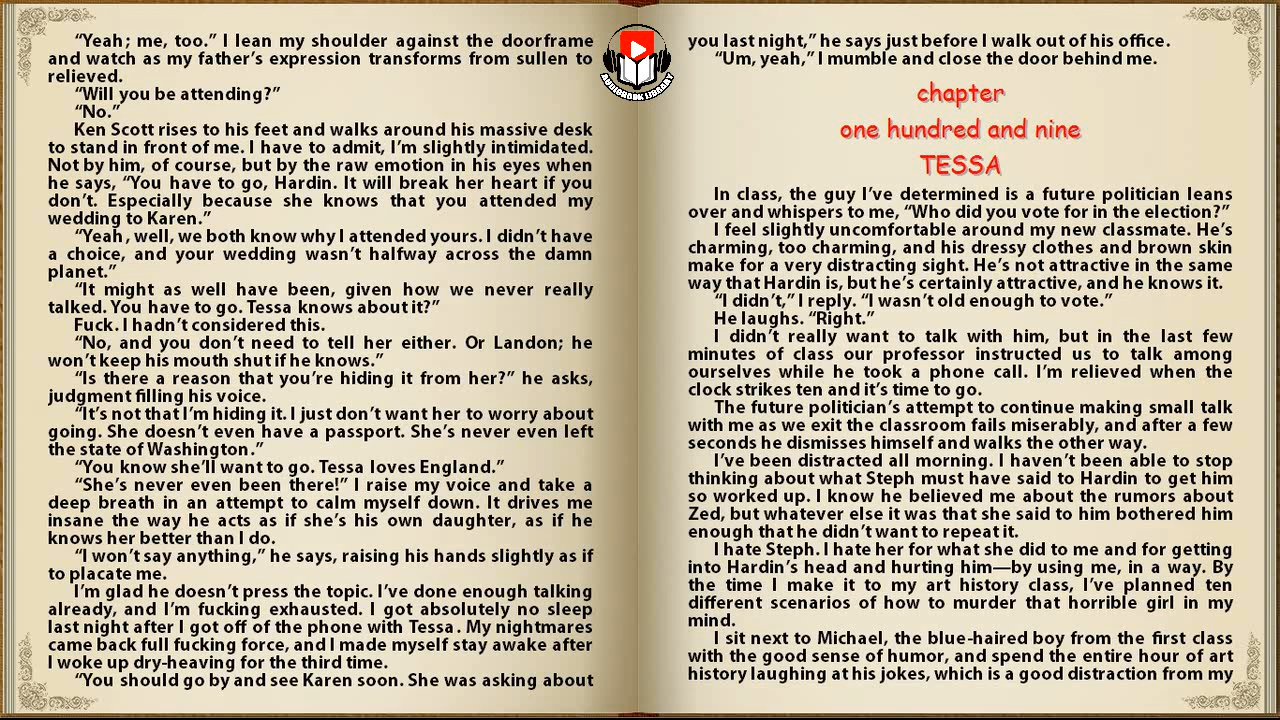 “Yeah; me, too.” I lean my shoulder against the doorframe
and watch as my father’s expression transforms from sullen to
relieved.
“Will you be attending?”
“No.”
Ken Scott rises to his feet and walks around his massive desk
to stand in front of me. I have to admit, I’m slightly intimidated.
Not by him, of course, but by the raw emotion in his eyes when
he says, “You have to go, Hardin. It will break her heart if you
don’t. Especially because she knows that you attended my
wedding to Karen.”
“Yeah, well, we both know why I attended yours. I didn’t have
a choice, and your wedding wasn’t halfway across the damn
planet.”
“It might as well have been, given how we never really
talked. You have to go. Tessa knows about it?”
Fuck. I hadn’t considered this.
“No, and you don’t need to tell her either. Or Landon; he
won’t keep his mouth shut if he knows.”
“Is there a reason that you’re hiding it from her?” he asks,
judgment filling his voice.
“It’s not that I’m hiding it. I just don’t want her to worry about
going. She doesn’t even have a passport. She’s never even left
the state of Washington.”
“You know she’ll want to go. Tessa loves England.”
“She’s never even been there!” I raise my voice and take a
deep breath in an attempt to calm myself down. It drives me
insane the way he acts as if she’s his own daughter, as if he
knows her better than I do.
“I won’t say anything,” he says, raising his hands slightly as if
to placate me.
I’m glad he doesn’t press the topic. I’ve done enough talking
already, and I’m fucking exhausted. I got absolutely no sleep
last night after I got off of the phone with Tessa. My nightmares
came back full fucking force, and I made myself stay awake after
I woke up dry-heaving for the third time.
“You should go by and see Karen soon. She was asking about
AUDIOBOOK LIBRARY
you last night,” he says just before I walk out of his office.
“Um, yeah,” I mumble and close the door behind me.
chapter
one hundred and nine
TESSA
In class, the guy I’ve determined is a future politician leans
over and whispers to me, “Who did you vote for in the election?”
I feel slightly uncomfortable around my new classmate. He’s
charming, too charming, and his dressy clothes and brown skin
make for a very distracting sight. He’s not attractive in the same
way that Hardin is, but he’s certainly attractive, and he knows it.
“I didn’t,” I reply. “I wasn’t old enough to vote.”
He laughs. “Right.”
I didn’t really want to talk with him, but in the last few
minutes of class our professor instructed us to talk among
ourselves while he took a phone call. I’m relieved when the
clock strikes ten and it’s time to go.
The future politician’s attempt to continue making small talk
with me as we exit the classroom fails miserably, and after a few
seconds he dismisses himself and walks the other way.
I’ve been distracted all morning. I haven’t been able to stop
thinking about what Steph must have said to Hardin to get him
so worked up. I know he believed me about the rumors about
Zed, but whatever else it was that she said to him bothered him
enough that he didn’t want to repeat it.
I hate Steph. I hate her for what she did to me and for getting
into Hardin’s head and hurting him—by using me, in a way. By
the time I make it to my art history class, I’ve planned ten
different scenarios of how to murder that horrible girl in my
mind.
I sit next to Michael, the blue-haired boy from the first class
with the good sense of humor, and spend the entire hour of art
history laughing at his jokes, which is a good distraction from my